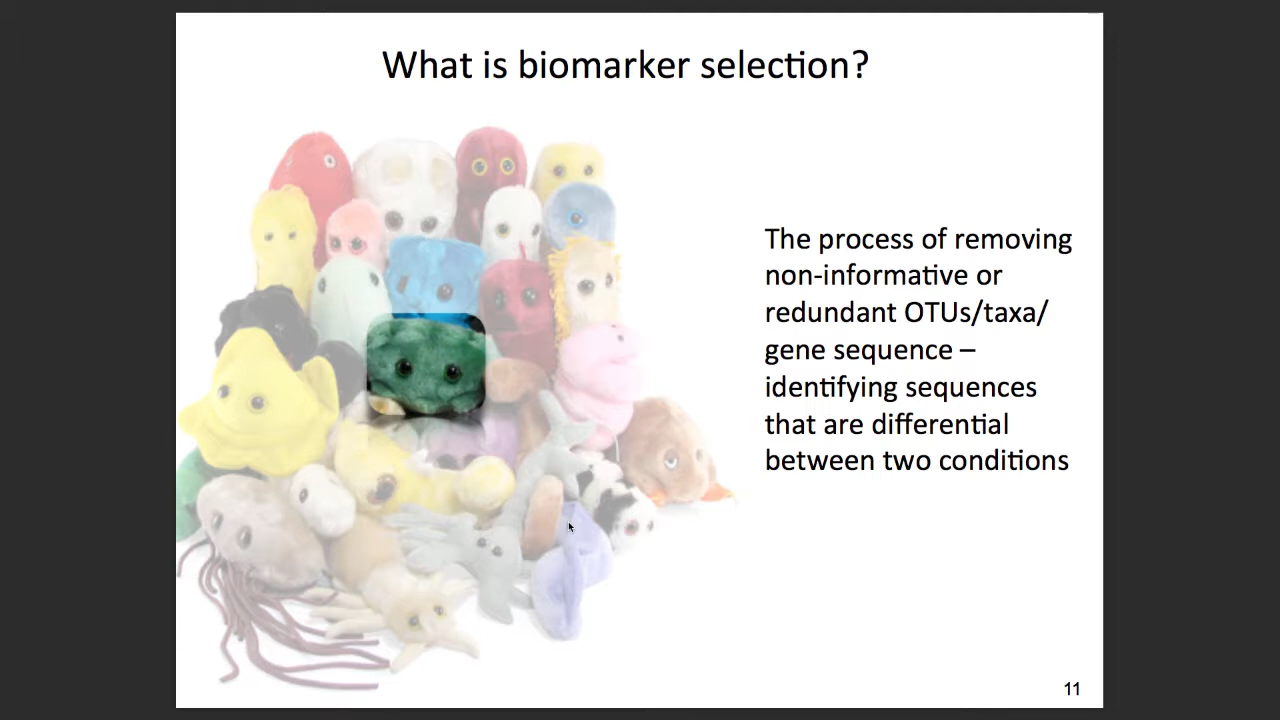 What is biomarker selection?
The process of removing
non-informative or
redundant OTUs/taxa/
gene sequence –
identifying sequences
that are differential
between two conditions
11